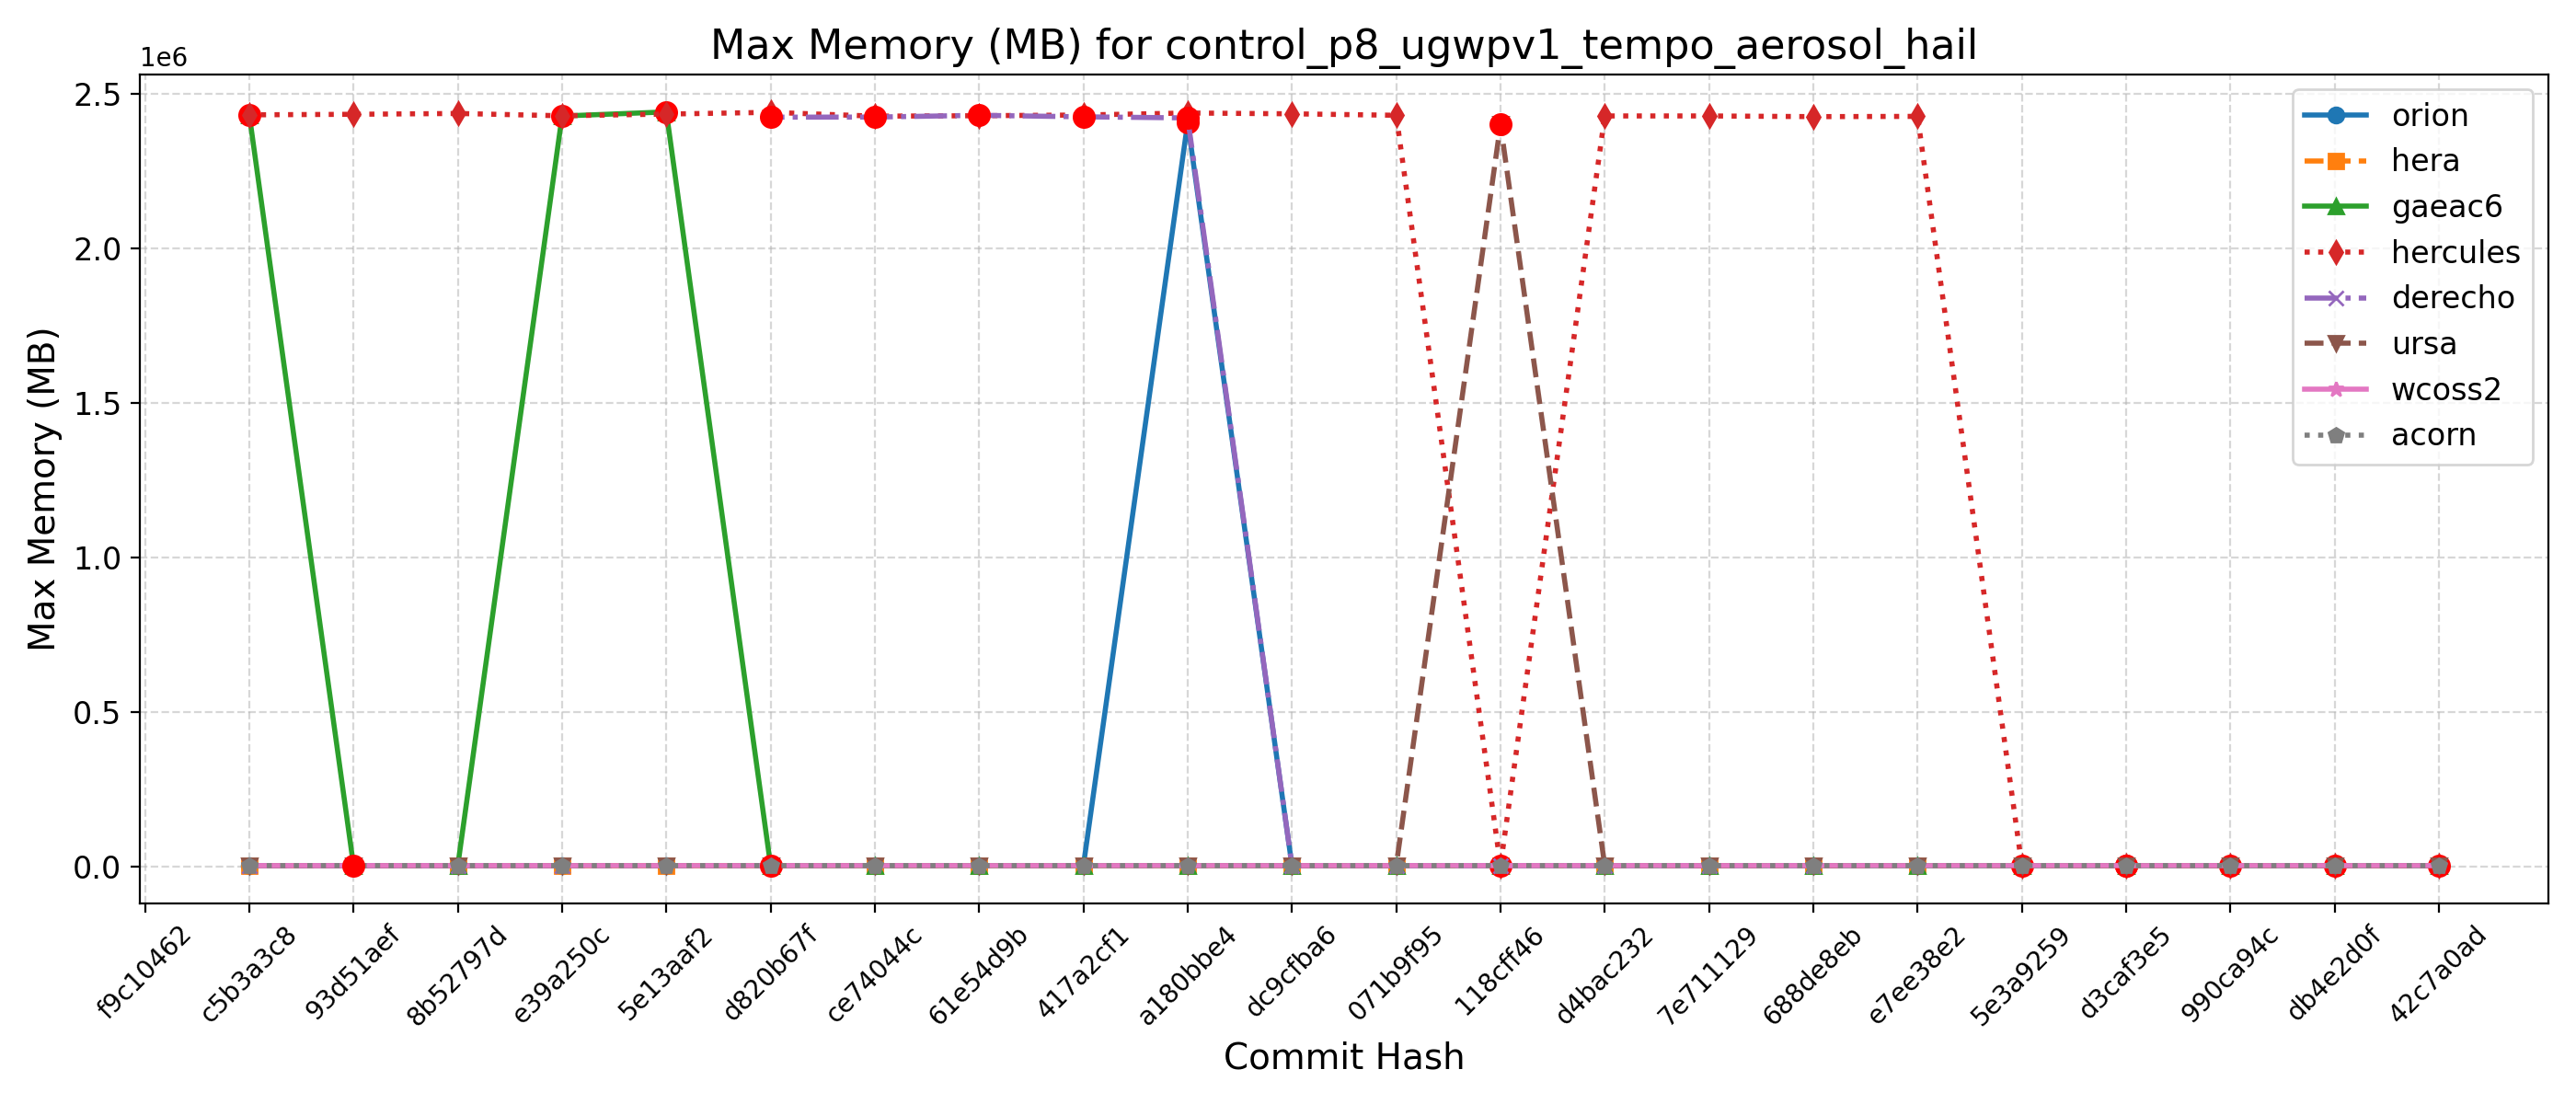 Max Memory (MB) for control_p8_ugwpv1_tempo_aerosol_hail
1e6
2.5
2.0
1.5
1.0
0.5
0.0
Max Memory (MB)
orion
hera
gaeac6
hercules
derecho
ursa
wcoss2
acorn
f9c10462
c5b3a3c8
93d51aef
8b52797d
e39a250c
5e13aaf2
d820b67f
ce74044c
61e54d9b
417a2cf1
a180bbe4
dc9cfba6
071b9f95
118cff46
d4bac232
7e711129
688de8eb
e7ee38e2
5e3a9259
d3caf3e5
990ca94c
db4e2d0f
42c7a0ad
Commit Hash